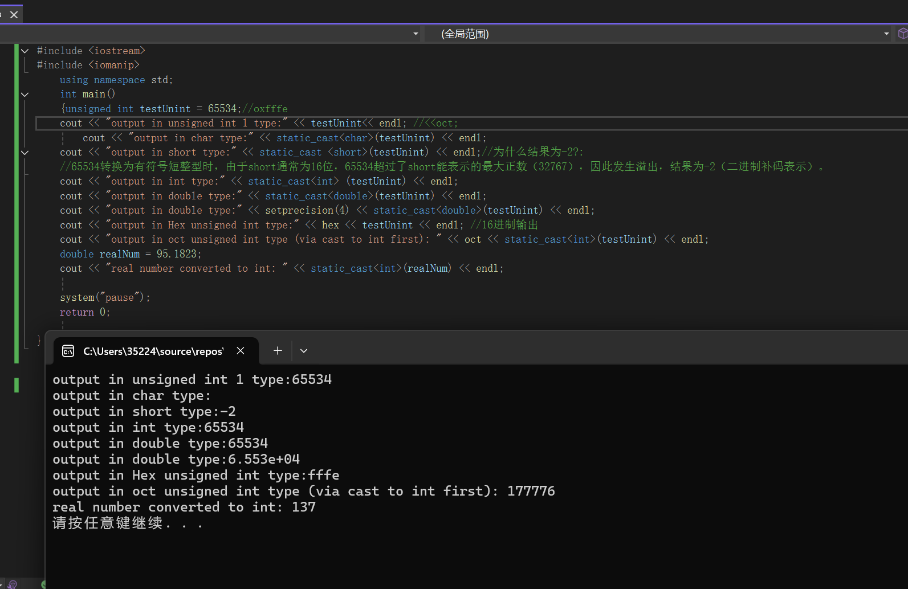 (全局范围)
#include <iostream>
#include <iomanip>
using namespace std;
int main()
{unsigned int testUnint = 65534;//oxfffe
cout << "output in unsigned int 1 type:" << testUnint<< endl; //<<oct;
cout << "output in char type:" << static_cast<char>(testUnint) << endl;
cout << "output in short type:" << static_cast <short>(testUnint) << endl;//为什么结果为-2?:
//65534转换为有符号短整型时，由于short通常为16位，65534超过了short能表示的最大正数（32767），因此发生溢出，结果为-2（二进制补码表示）.
cout << "output in int type:" << static_cast<int> (testUnint) << endl;
cout << "output in double type:" << static_cast<double>(testUnint) << endl;
cout << "output in double type:" << setprecision(4) << static_cast<double>(testUnint) << endl;
cout << "output in Hex unsigned int type:" << hex << testUnint << endl; //16进制输出
cout << "output in oct unsigned int type (via cast to int first): " << oct << static_cast<int>(testUnint) << endl;
double realNum = 95.1823;
cout << "real number converted to int: " << static_cast<int>(realNum) << endl;
system("pause");
return 0;
}
C:\Users\35224\source\repos\
output in unsigned int 1 type:65534
output in char type:
output in short type:-2
output in int type:65534
output in double type:65534
output in double type:6.553e+04
output in Hex unsigned int type:fffe
output in oct unsigned int type (via cast to int first): 177776
real number converted to int: 137
请按任意键继续. . .